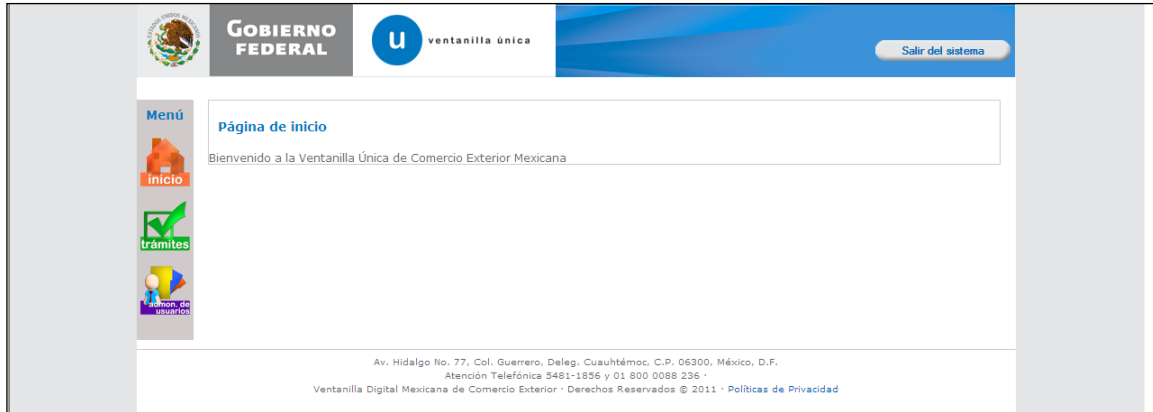 GOBIERNO
FEDERAL
u ventanilla única
Salir del sistema
Menú
inicio
trámites
admon. de
usuarios
Página de inicio
Bienvenido a la Ventanilla Única de Comercio Exterior Mexicana
Av. Hidalgo No. 77, Col. Guerrero, Deleg. Cuauhtémoc, C.P. 06300, México, D.F.
Atención Telefónica 5481-1856 y 01 800 0088 236 ·
Ventanilla Digital Mexicana de Comercio Exterior · Derechos Reservados © 2011 · Políticas de Privacidad